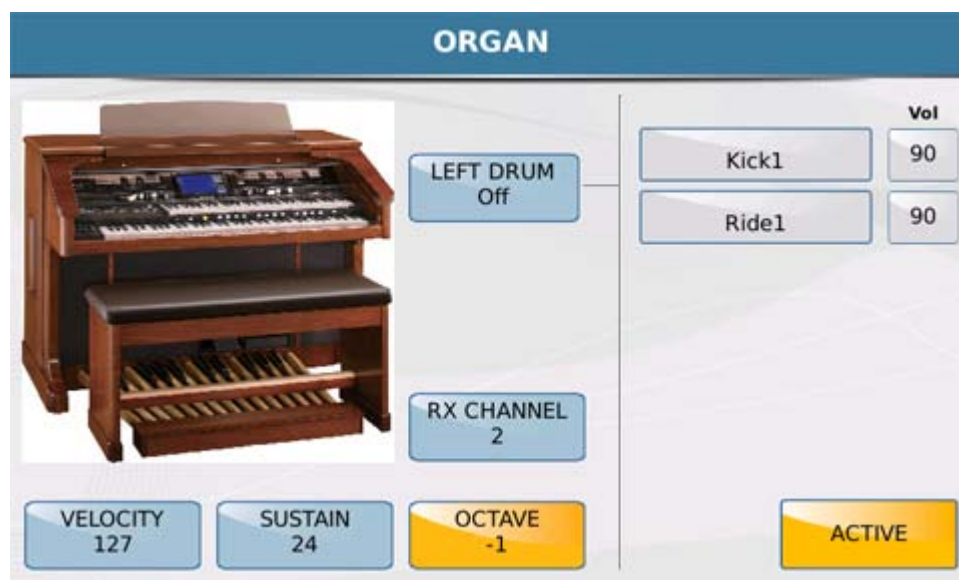 ORGAN
LEFT DRUM
Off
RX CHANNEL
2
VELOCITY
127
SUSTAIN
24
OCTAVE
-1
Vol
Kick1
90
Ride1
90
ACTIVE